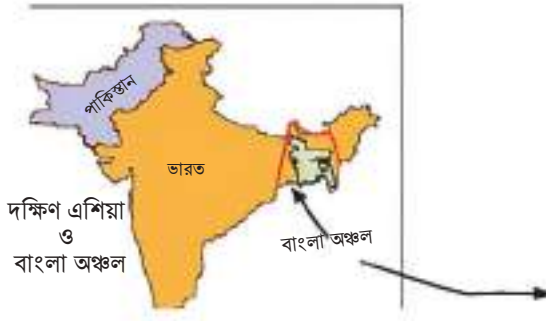 পাকিস্তান
ভারত
দক্ষিণ এশিয়া
ও
বাংলা অঞ্চল
বাংলা অঞ্চল